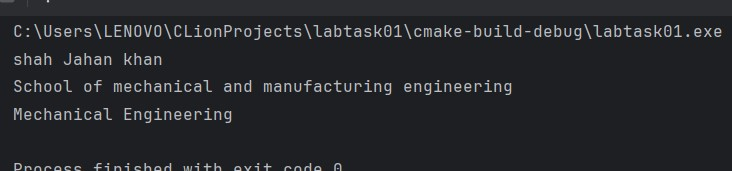 C:\Users\LENOVO\CLionProjects\labtask01\cmake-build-debug\labtask01.exe
shah Jahan khan
School of mechanical and manufacturing engineering
Mechanical Engineering
Process finished with exit code 0